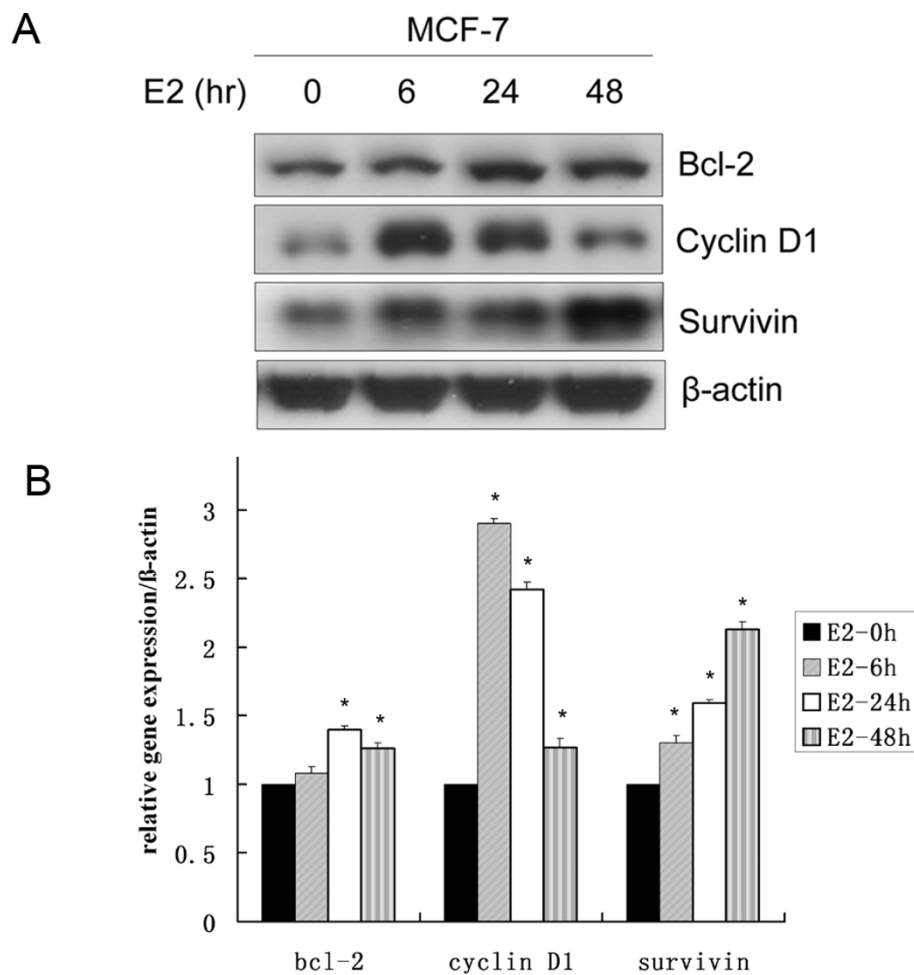 A
MCF-7
E2 (hr) 0 6 24 48
Bcl-2
Cyclin D1
Survivin
β-actin
B
relative gene expression/ß-actin
3
2.5
2
1.5
1
0.5
0
* * * * * * * *
bcl-2 cyclin D1 survivin
E2-0h
E2-6h
E2-24h
E2-48h